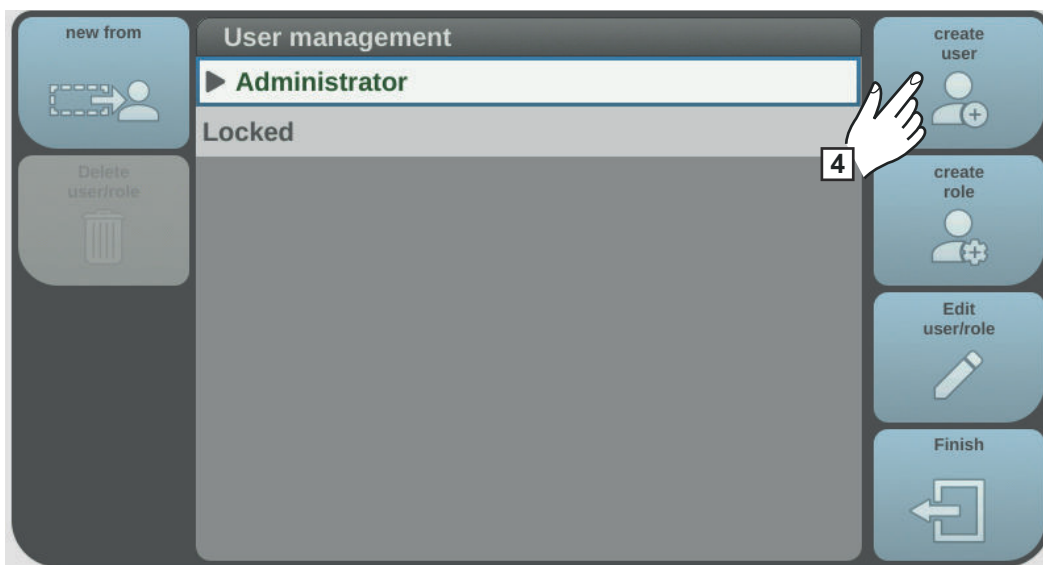 new from
Delete
user/role
User management
Administrator
Locked
4
create
user
create
role
Edit
user/role
Finish